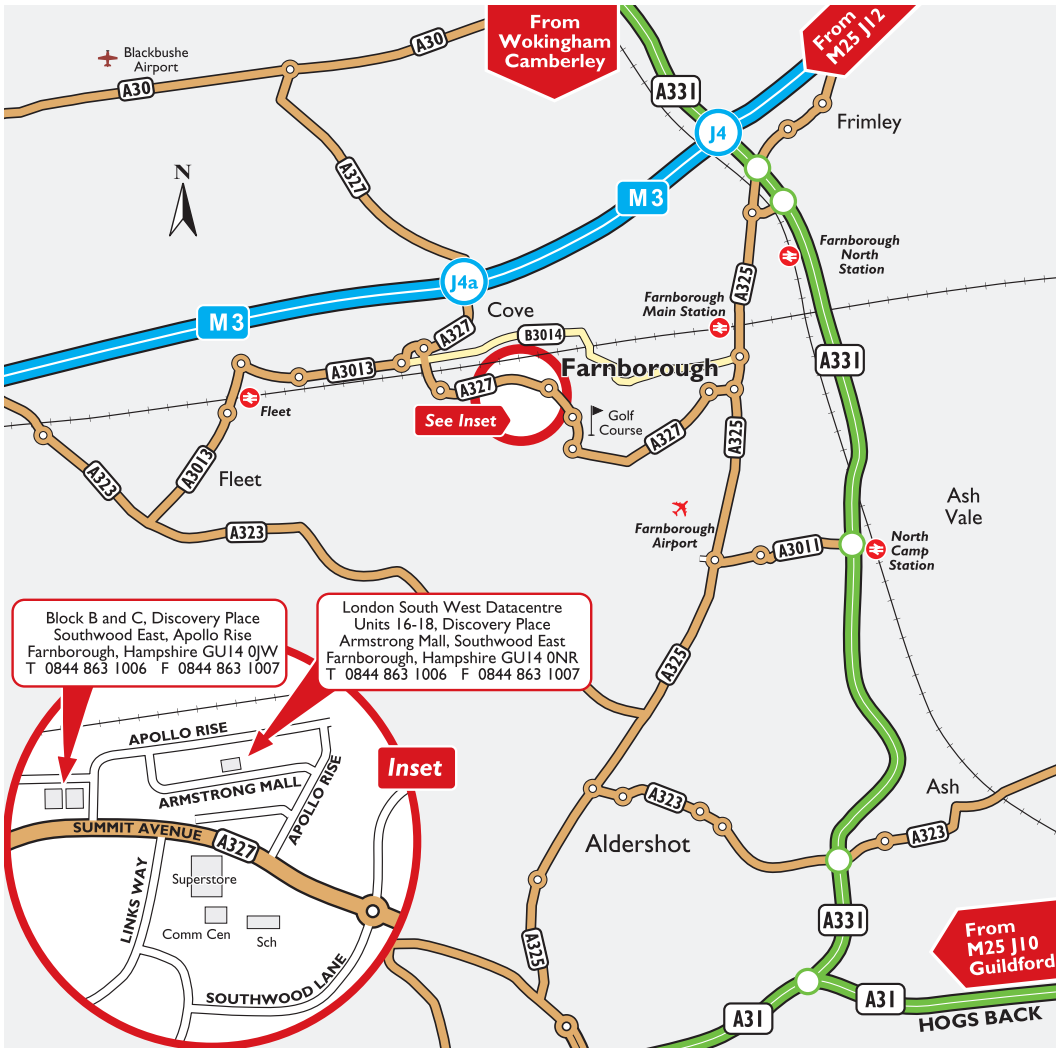 From
Wokingham
Camberley
From
M25 J12
Blackbushe
Airport
A30
A30
A331
Frimley
J4
A327
N
M3
Farnborough
North
Station
J4a
A325
Farnborough
Main Station
Cove
M3
A327
B3014
A331
A3013
Farnborough
A327
Fleet
See Inset
Golf
Course
A327
A325
A3013
A323
Fleet
Ash
Vale
Farnborough
Airport
A323
A3011
North
Camp
Station
Block B and C, Discovery Place
Southwood East, Apollo Rise
Farnborough, Hampshire GU14 0JW
T 0844 863 1006 F 0844 863 1007
London South West Datacentre
Units 16-18, Discovery Place
Armstrong Mall, Southwood East
Farnborough, Hampshire GU14 0NR
T 0844 863 1006 F 0844 863 1007
A325
APOLLO RISE
Inset
ARMSTRONG MALL
APOLLO RISE
A323
Ash
SUMMIT AVENUE
A327
Aldershot
A323
Superstore
LINKS WAY
Comm Cen
Sch
A331
A325
From
M25 J10
Guildford
SOUTHWOOD LANE
A31
A31
HOGS BACK